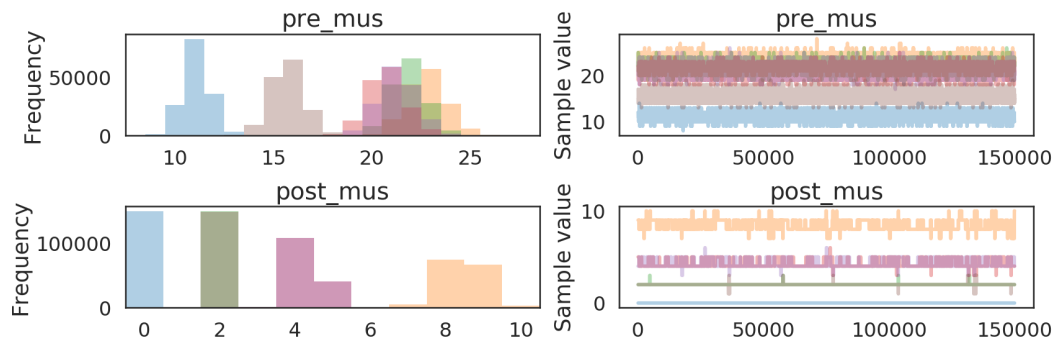 pre_mus
Frequency
50000
0
10 15 20 25
pre_mus
Sample value
20
10
0 50000 100000 150000
post_mus
Frequency
100000
0
0 2 4 6 8 10
post_mus
Sample value
10
0
0 50000 100000 150000